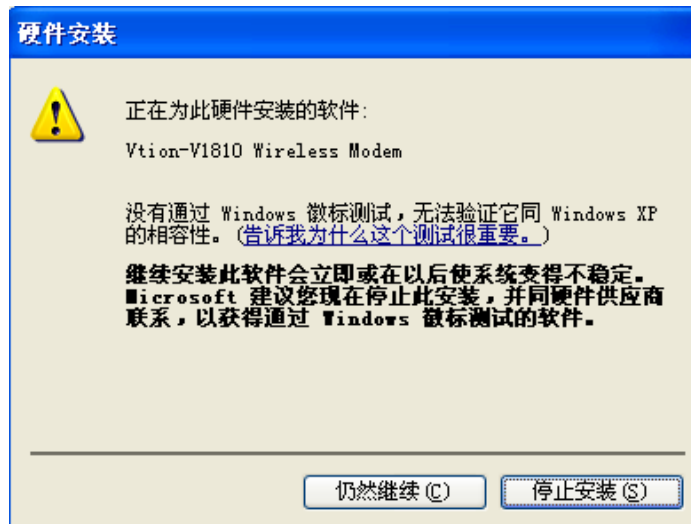 硬件安装
正在为此硬件安装的软件:
Vtion-V1810 Wireless Modem
没有通过 Windows 徽标测试，无法验证它同 Windows XP
的相容性。(告诉我为什么这个测试很重要。)
继续安装此软件会立即或在以后使系统变得不稳定。
Microsoft 建议您现在停止此安装，并同硬件供应商
联系，以获得通过 Windows 徽标测试的软件。
仍然继续(C)
停止安装(S)